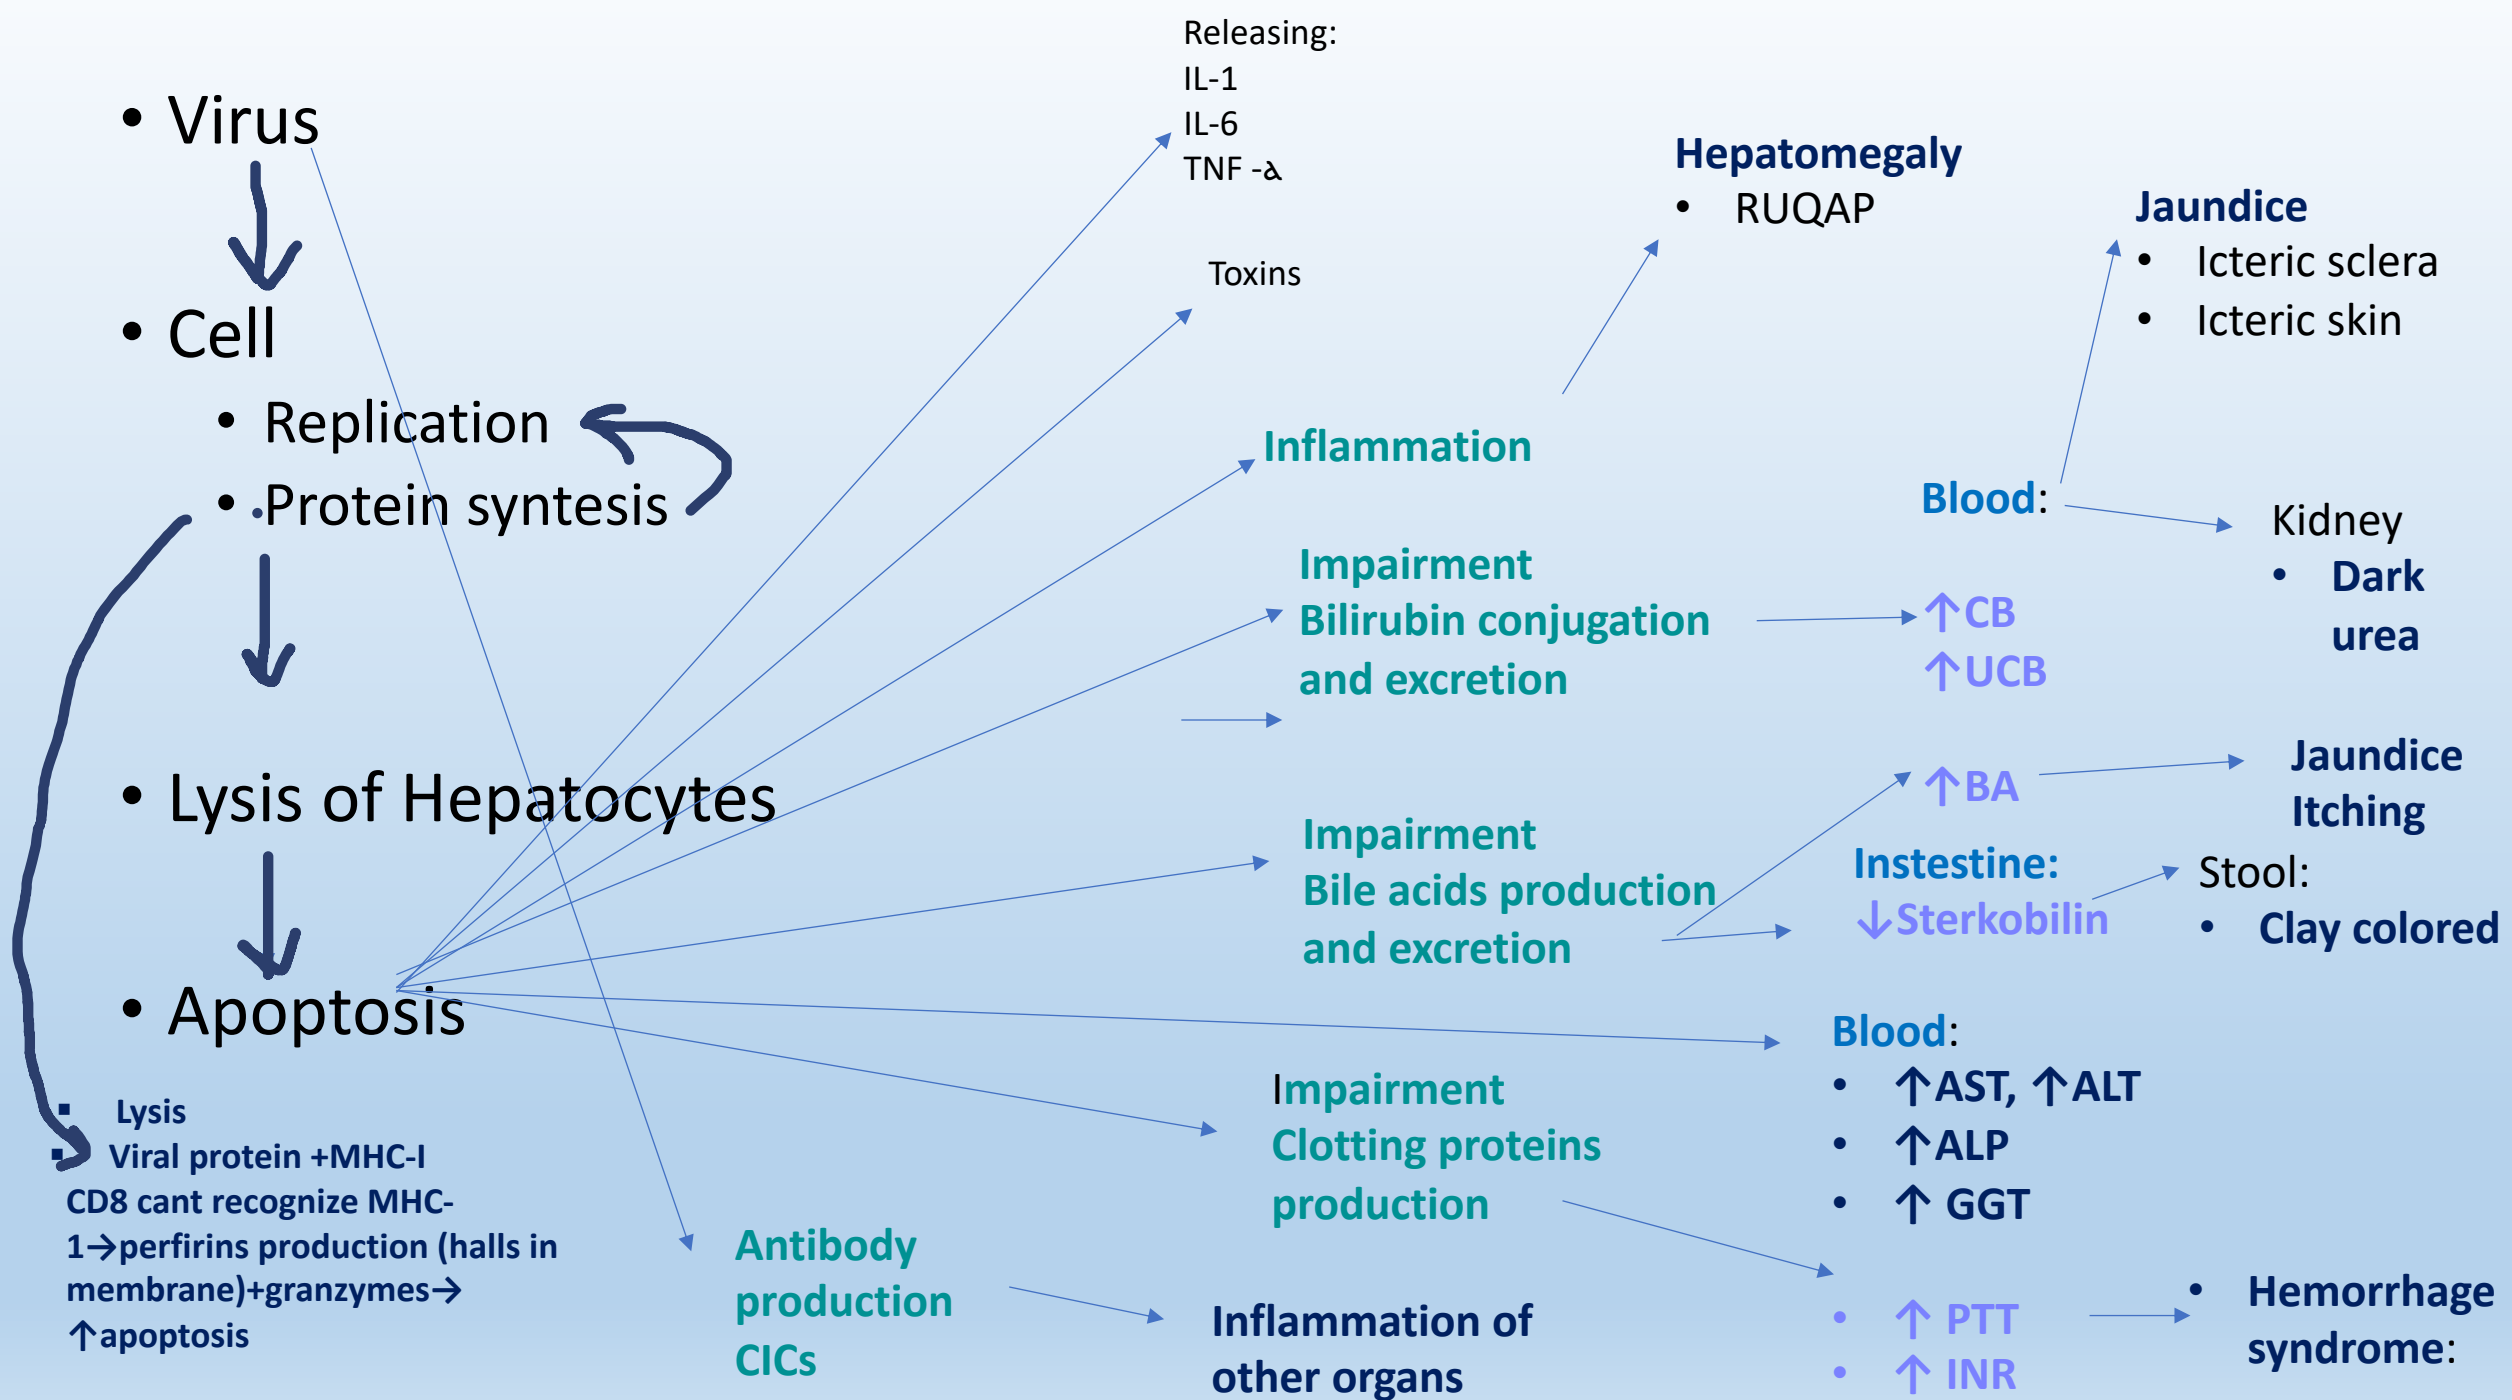 • Virus
• Cell
• Replication
• Protein syntesis
• Lysis of Hepatocytes
• Apoptosis
▪ Lysis
▪ Viral protein +MHC-I
CD8 cant recognize MHC-
1→perfirins production (halls in
membrane)+granzymes→
↑apoptosis
Antibody
production
CICs
Inflammation of
other organs
Releasing:
IL-1
IL-6
TNF -a
Toxins
Inflammation
Hepatomegaly
• RUQAP
Impairment
Bilirubin conjugation
and excretion
Blood:
↑CB
↑UCB
Jaundice
• Icteric sclera
• Icteric skin
Kidney
• Dark
urea
Impairment
Bile acids production
and excretion
↑BA
Jaundice
Itching
Instestine:
↓Sterkobilin
Stool:
• Clay colored
Blood:
• ↑AST, ↑ALT
• ↑ALP
• ↑ GGT
Impairment
Clotting proteins
production
• ↑ PTT
• ↑ INR
• Hemorrhage
syndrome: